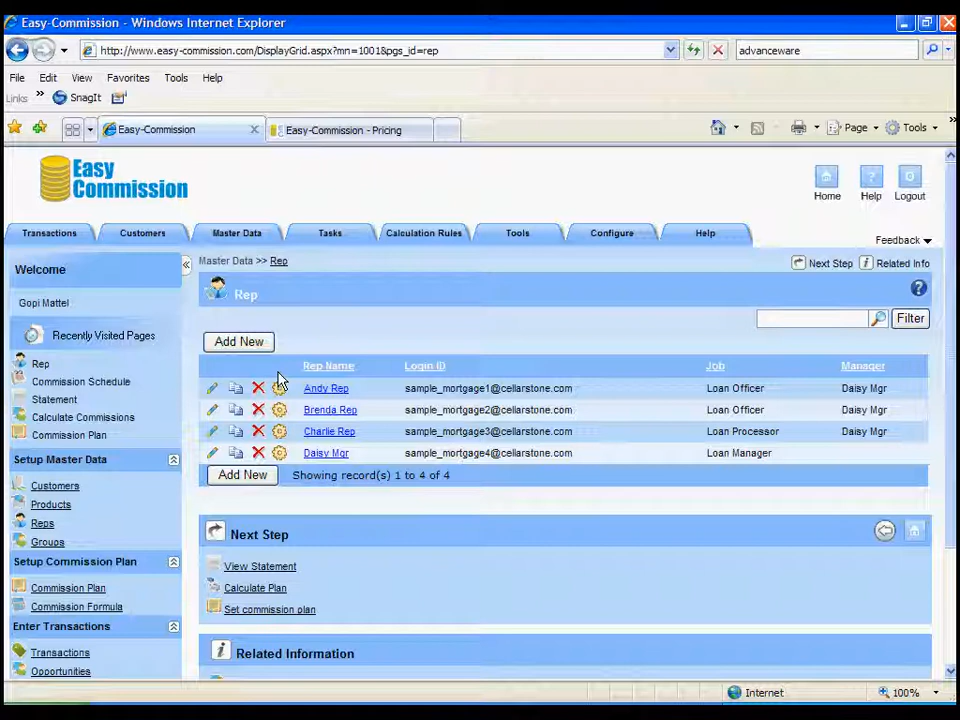 Easy-Commission - Windows Internet Explorer
http://www.easy-commission.com/DisplayGrid.aspx?mn=1001&pgs_id=rep
advanceware
File Edit View Favorites Tools Help
Links » SnagIt
Easy-Commission
Easy-Commission - Pricing
Page Tools »
Easy Commission
Home Help Logout
Transactions Customers Master Data Tasks Calculation Rules Tools Configure Help
Feedback
Welcome
Master Data >> Rep
Next Step Related Info
Gopi Mattel
Rep
Filter
Recently Visited Pages
Add New
Rep
Commission Schedule
Statement
Calculate Commissions
Commission Plan
Rep Name Login ID Job Manager
Andy Rep sample_mortgage1@cellarstone.com Loan Officer Daisy Mgr
Brenda Rep sample_mortgage2@cellarstone.com Loan Officer Daisy Mgr
Charlie Rep sample_mortgage3@cellarstone.com Loan Processor Daisy Mgr
Daisy Mgr sample_mortgage4@cellarstone.com Loan Manager
Add New Showing record(s) 1 to 4 of 4
Setup Master Data
Customers
Products
Reps
Groups
Setup Commission Plan
Commission Plan
Commission Formula
Enter Transactions
Transactions
Opportunities
Next Step
View Statement
Calculate Plan
Set commission plan
Related Information
Internet 100%